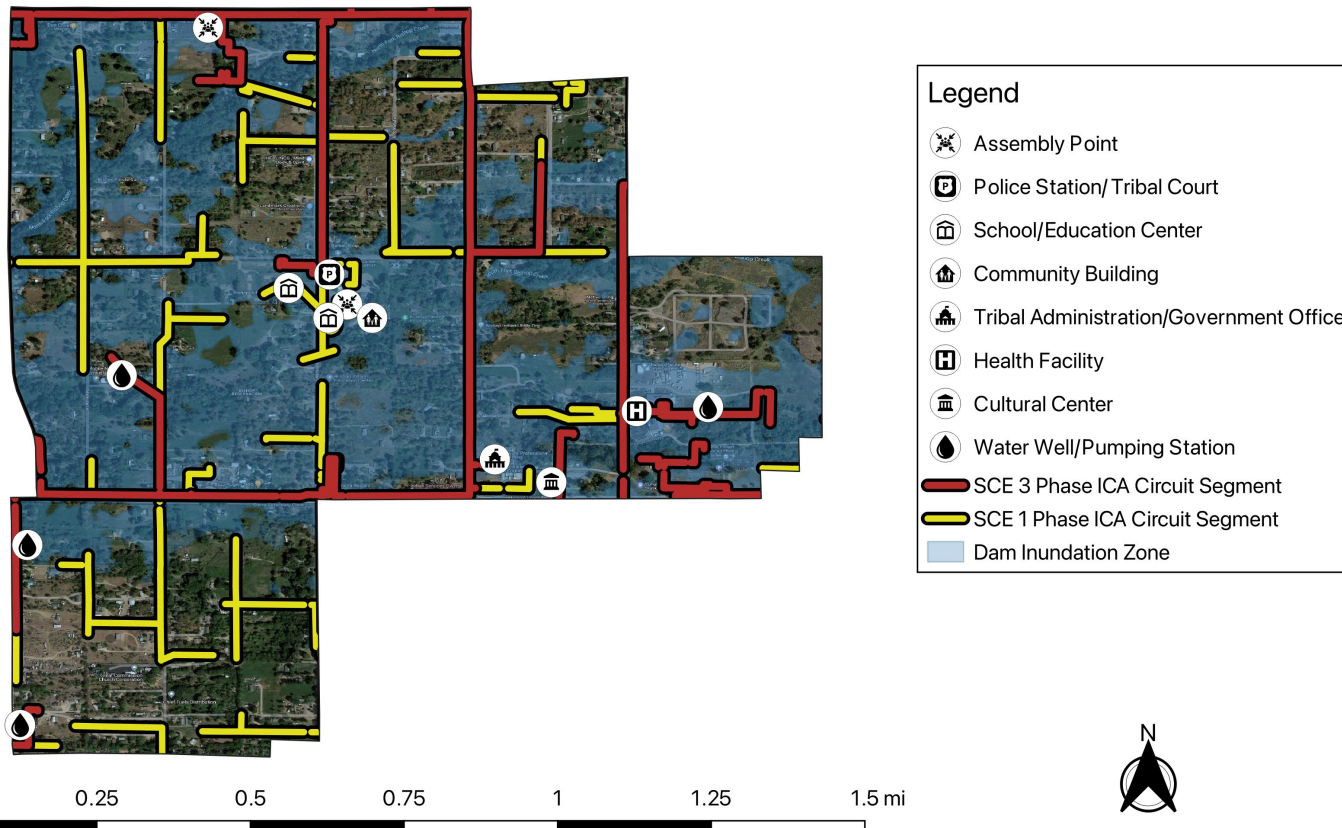 Legend
Assembly Point
Police Station/ Tribal Court
School/Education Center
Community Building
Tribal Administration/Government Office
Health Facility
Cultural Center
Water Well/Pumping Station
SCE 3 Phase ICA Circuit Segment
SCE 1 Phase ICA Circuit Segment
Dam Inundation Zone
N
0.25 0.5 0.75 1 1.25 1.5 mi